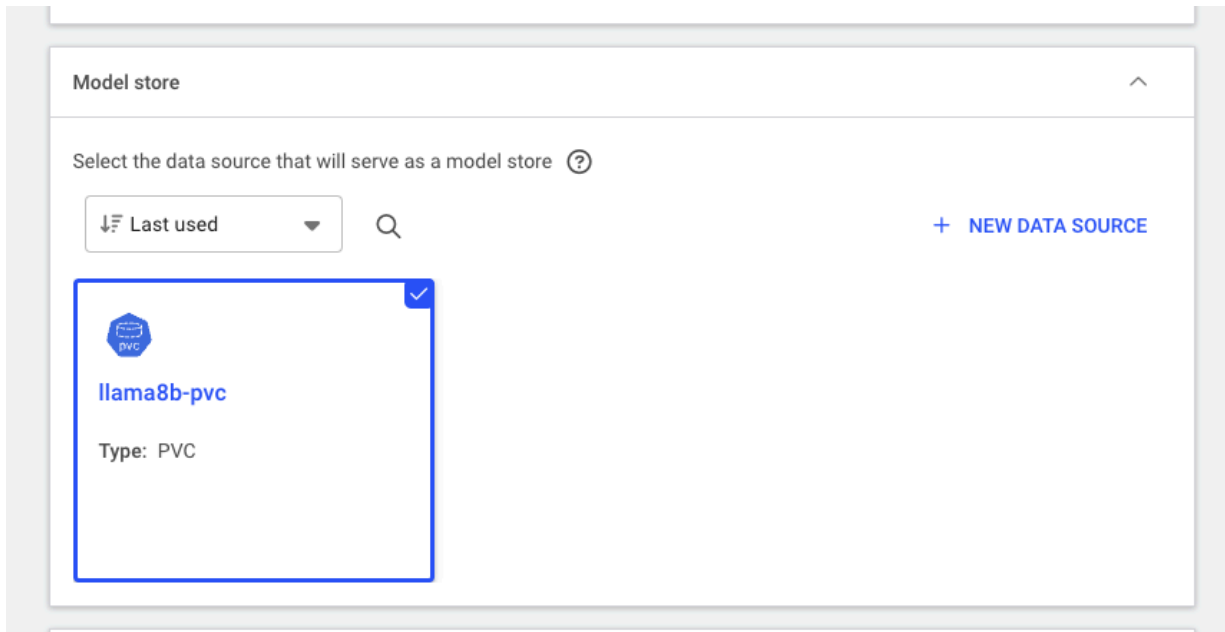 Model store
Select the data source that will serve as a model store ?
Last used
+ NEW DATA SOURCE
pvc
llama8b-pvc
Type: PVC